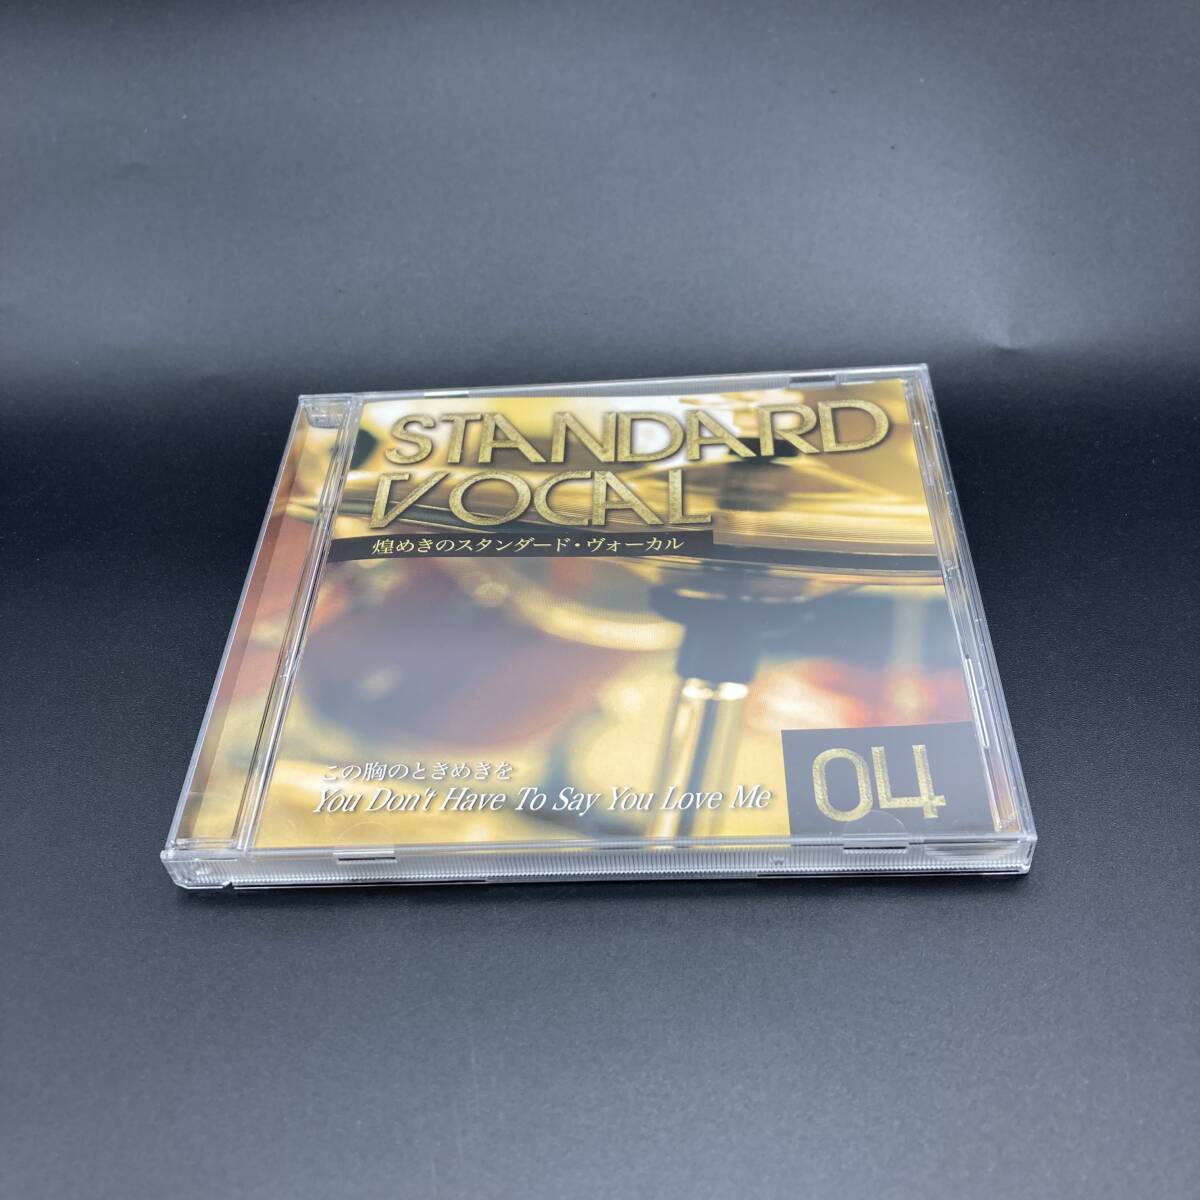 STANDARD
VOCAL
煌めきのスタンダード・ヴォーカル
この胸のときめきを
You Don't Have To Say You Love Me
04